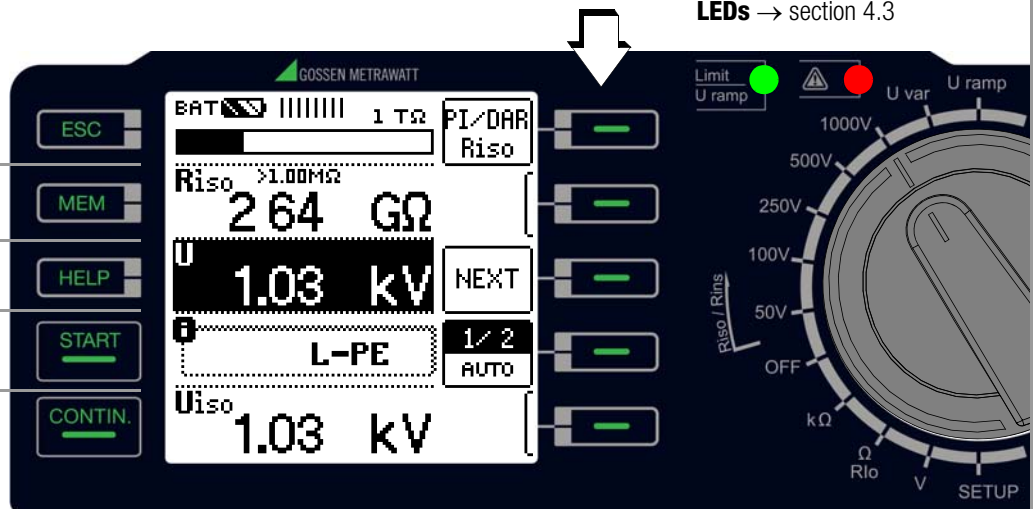 LEDs → section 4.3
GOSSEN METRAWATT
Limit
U ramp
U var
U ramp
ESC
MEM
HELP
START
CONTIN.
BAT
1 TΩ
PI/DAR
Riso
Riso >1.00MΩ
264 GΩ
U
1.03 kV
NEXT
L-PE
1/2
AUTO
Uiso
1.03 kV
1000V
500V
250V
100V
50V
Riso / Rins
OFF
kΩ
Ω
Rlo
V
SETUP